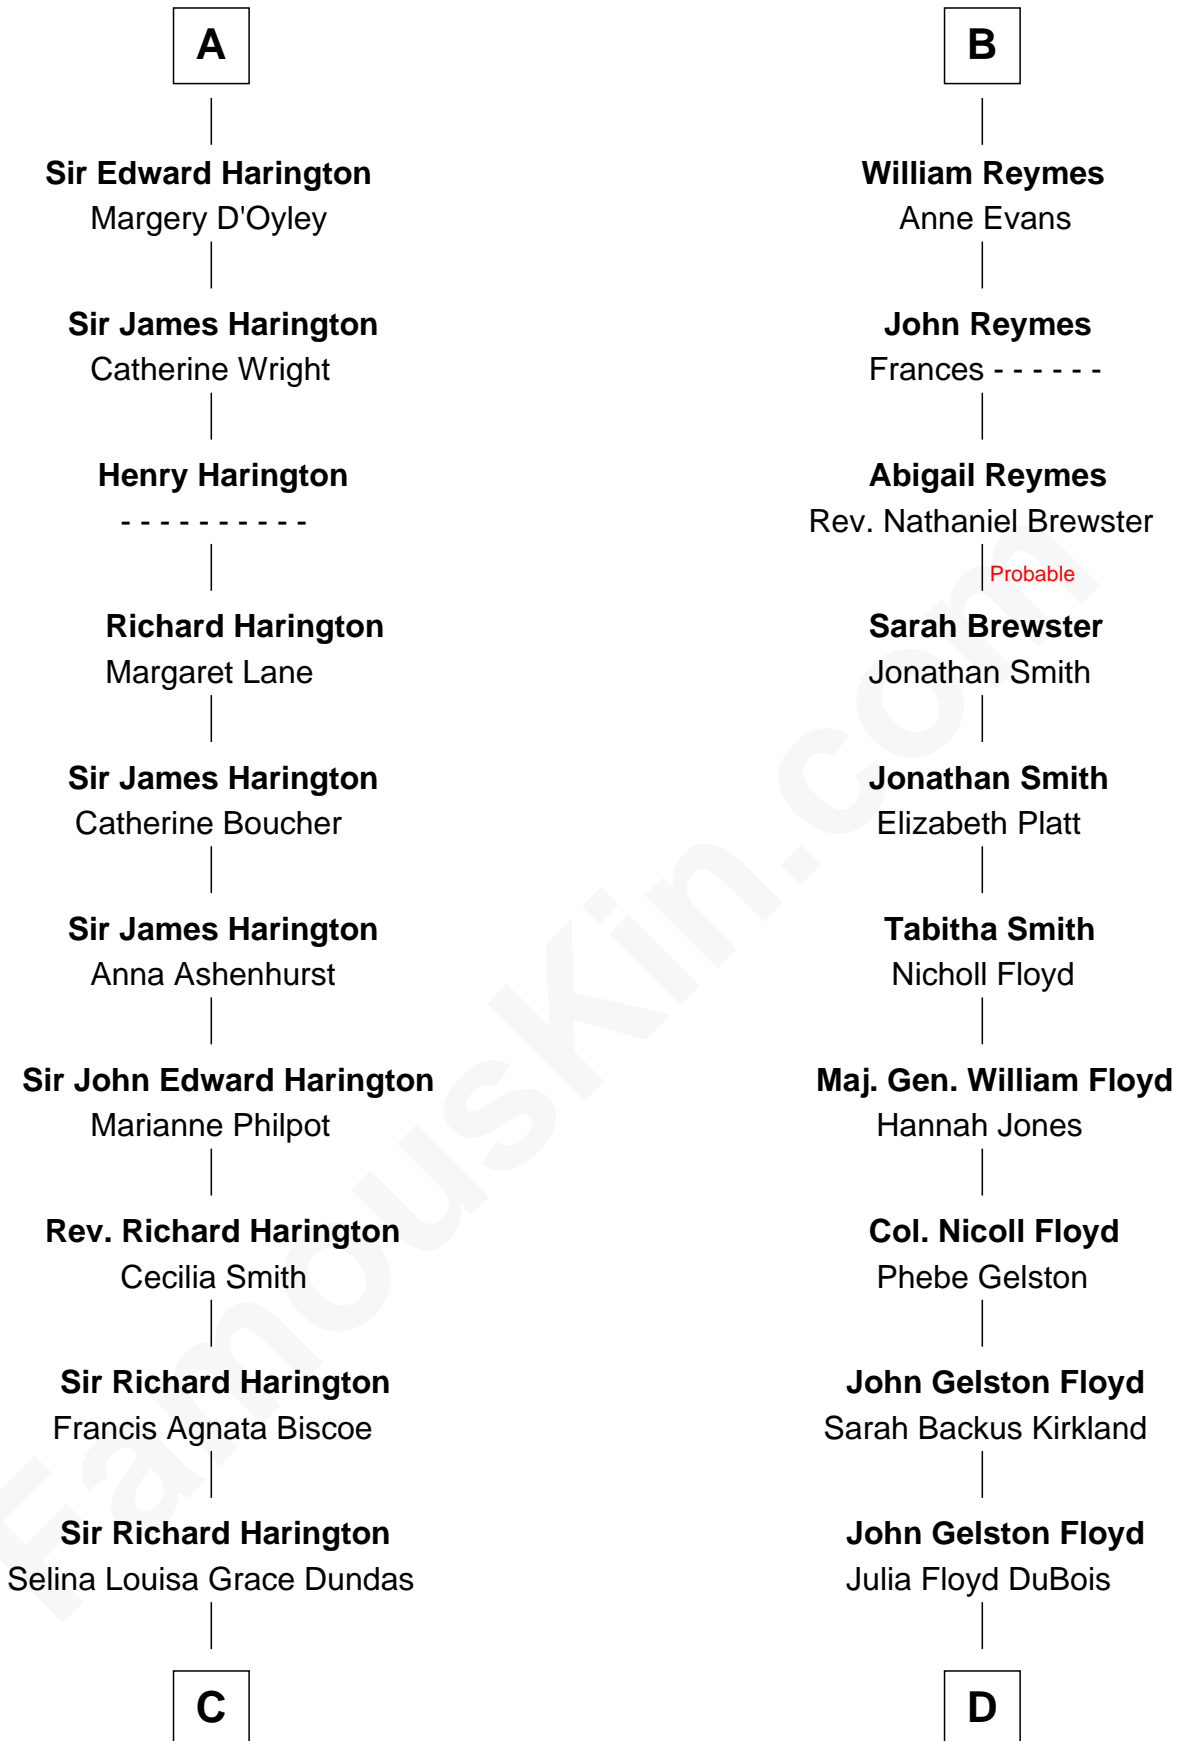 A
Sir Edward Harington
Margery D'Oyley
Sir James Harington
Catherine Wright
Henry Harington
- - - - - - - - - -
Richard Harington
Margaret Lane
Sir James Harington
Catherine Boucher
Sir James Harington
Anna Ashenhurst
Sir John Edward Harington
Marianne Philpot
Rev. Richard Harington
Cecilia Smith
Sir Richard Harington
Francis Agnata Biscoe
Sir Richard Harington
Selina Louisa Grace Dundas
C
B
William Reymes
Anne Evans
John Reymes
Frances - - - - - -
Abigail Reymes
Rev. Nathaniel Brewster
Probable
Sarah Brewster
Jonathan Smith
Jonathan Smith
Elizabeth Platt
Tabitha Smith
Nicholl Floyd
Maj. Gen. William Floyd
Hannah Jones
Col. Nicoll Floyd
Phebe Gelston
John Gelston Floyd
Sarah Backus Kirkland
John Gelston Floyd
Julia Floyd DuBois
D
FamousKin.com